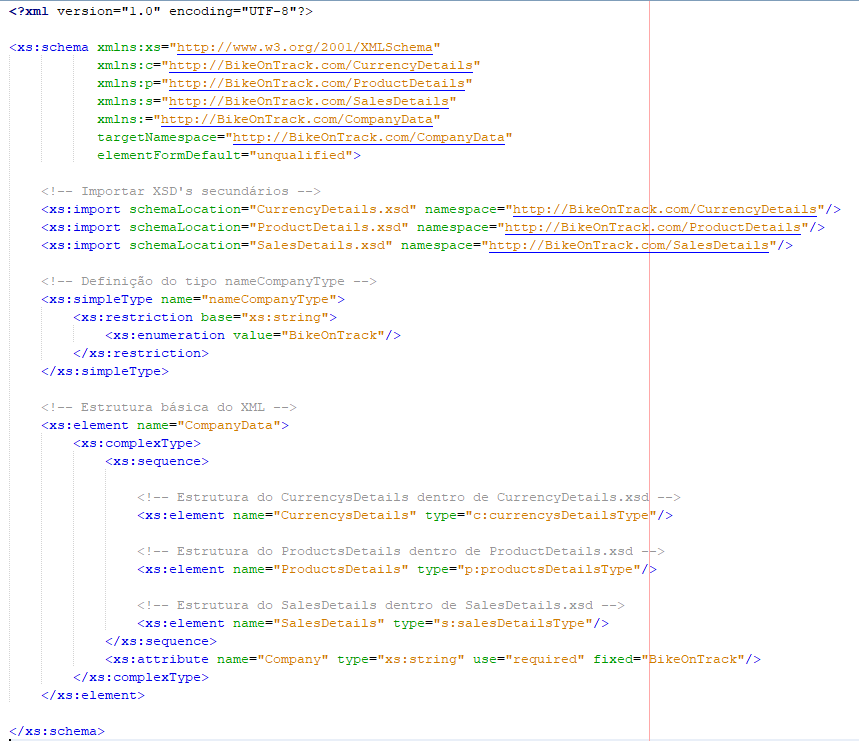 <?xml version="1.0" encoding="UTF-8"?>
<xs:schema xmlns:xs="http://www.w3.org/2001/XMLSchema"
xmlns:c="http://BikeOnTrack.com/CurrencyDetails"
xmlns:p="http://BikeOnTrack.com/ProductDetails"
xmlns:s="http://BikeOnTrack.com/SalesDetails"
xmlns:="http://BikeOnTrack.com/CompanyData"
targetNamespace="http://BikeOnTrack.com/CompanyData"
elementFormDefault="unqualified">
<!-- Importar XSD's secundários -->
<xs:import schemaLocation="CurrencyDetails.xsd" namespace="http://BikeOnTrack.com/CurrencyDetails"/>
<xs:import schemaLocation="ProductDetails.xsd" namespace="http://BikeOnTrack.com/ProductDetails"/>
<xs:import schemaLocation="SalesDetails.xsd" namespace="http://BikeOnTrack.com/SalesDetails"/>
<!-- Definição do tipo nameCompanyType -->
<xs:simpleType name="nameCompanyType">
<xs:restriction base="xs:string">
<xs:enumeration value="BikeOnTrack"/>
</xs:restriction>
</xs:simpleType>
<!-- Estrutura básica do XML -->
<xs:element name="CompanyData">
<xs:complexType>
<xs:sequence>
<!-- Estrutura do CurrencysDetails dentro de CurrencyDetails.xsd -->
<xs:element name="CurrencysDetails" type="c:currencysDetailsType"/>
<!-- Estrutura do ProductsDetails dentro de ProductDetails.xsd -->
<xs:element name="ProductsDetails" type="p:productsDetailsType"/>
<!-- Estrutura do SalesDetails dentro de SalesDetails.xsd -->
<xs:element name="SalesDetails" type="s:salesDetailsType"/>
</xs:sequence>
<xs:attribute name="Company" type="xs:string" use="required" fixed="BikeOnTrack"/>
</xs:complexType>
</xs:element>
</xs:schema>